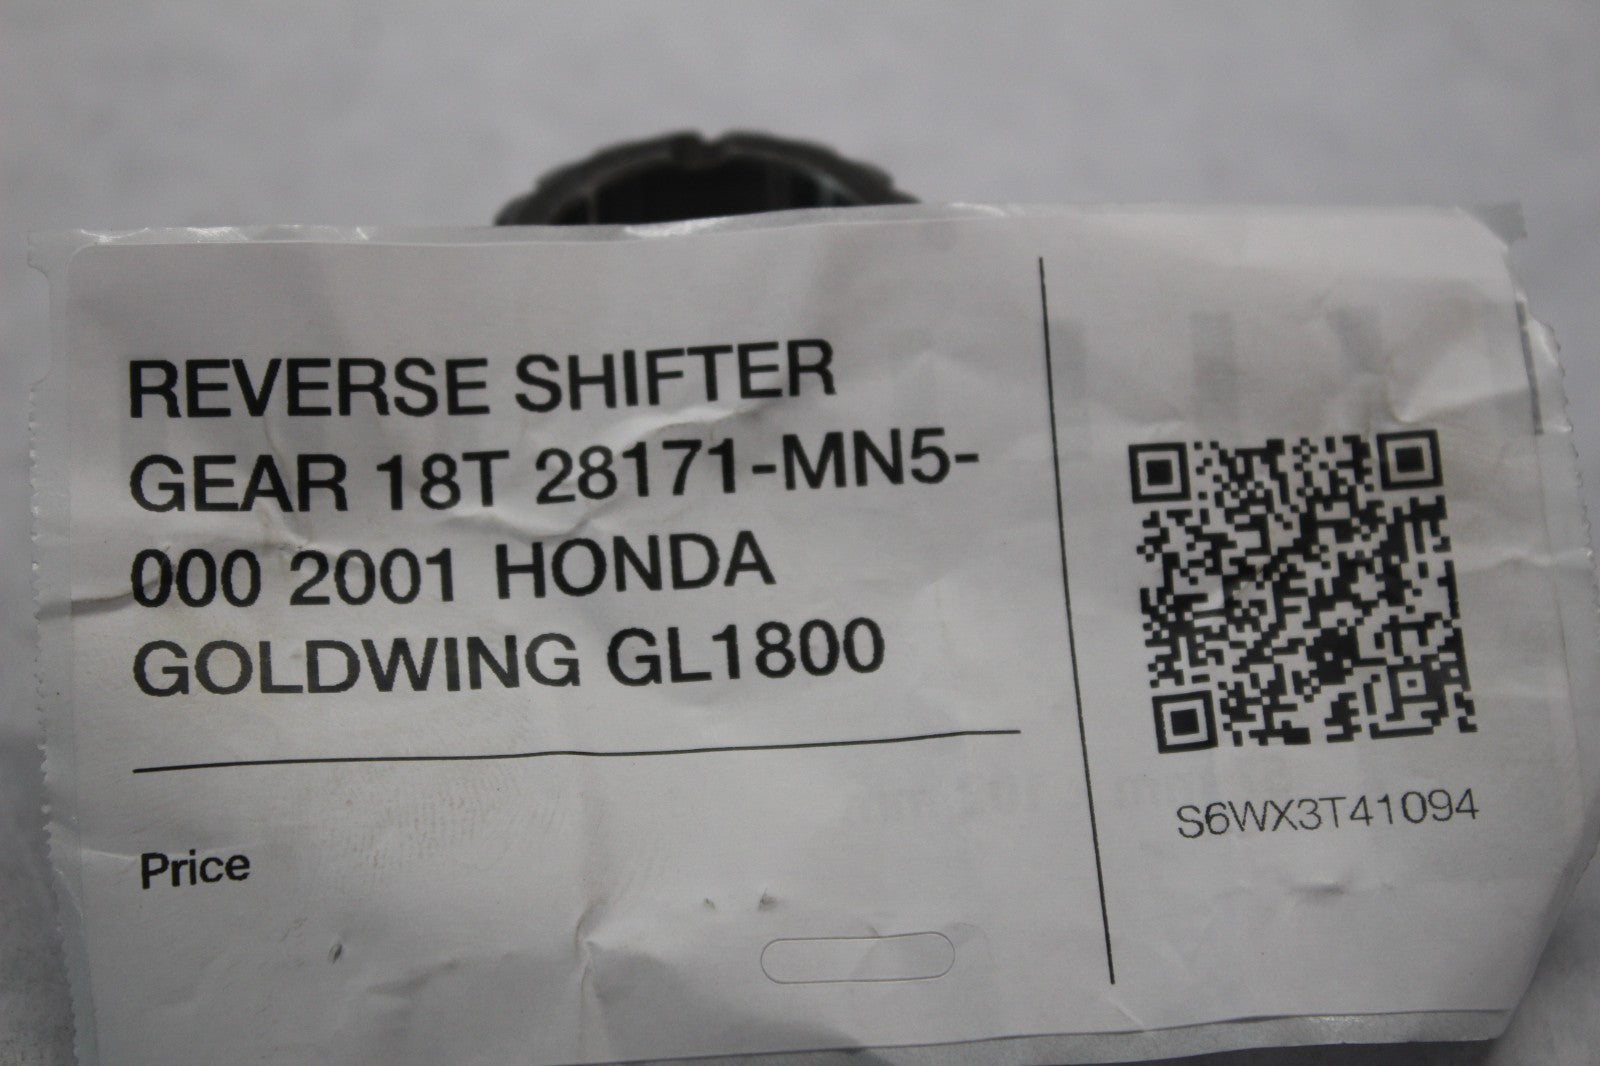 REVERSE SHIFTER
GEAR 18T 28171-MN5-
000 2001 HONDA
GOLDWING GL1800
Price
S6WX3T41094